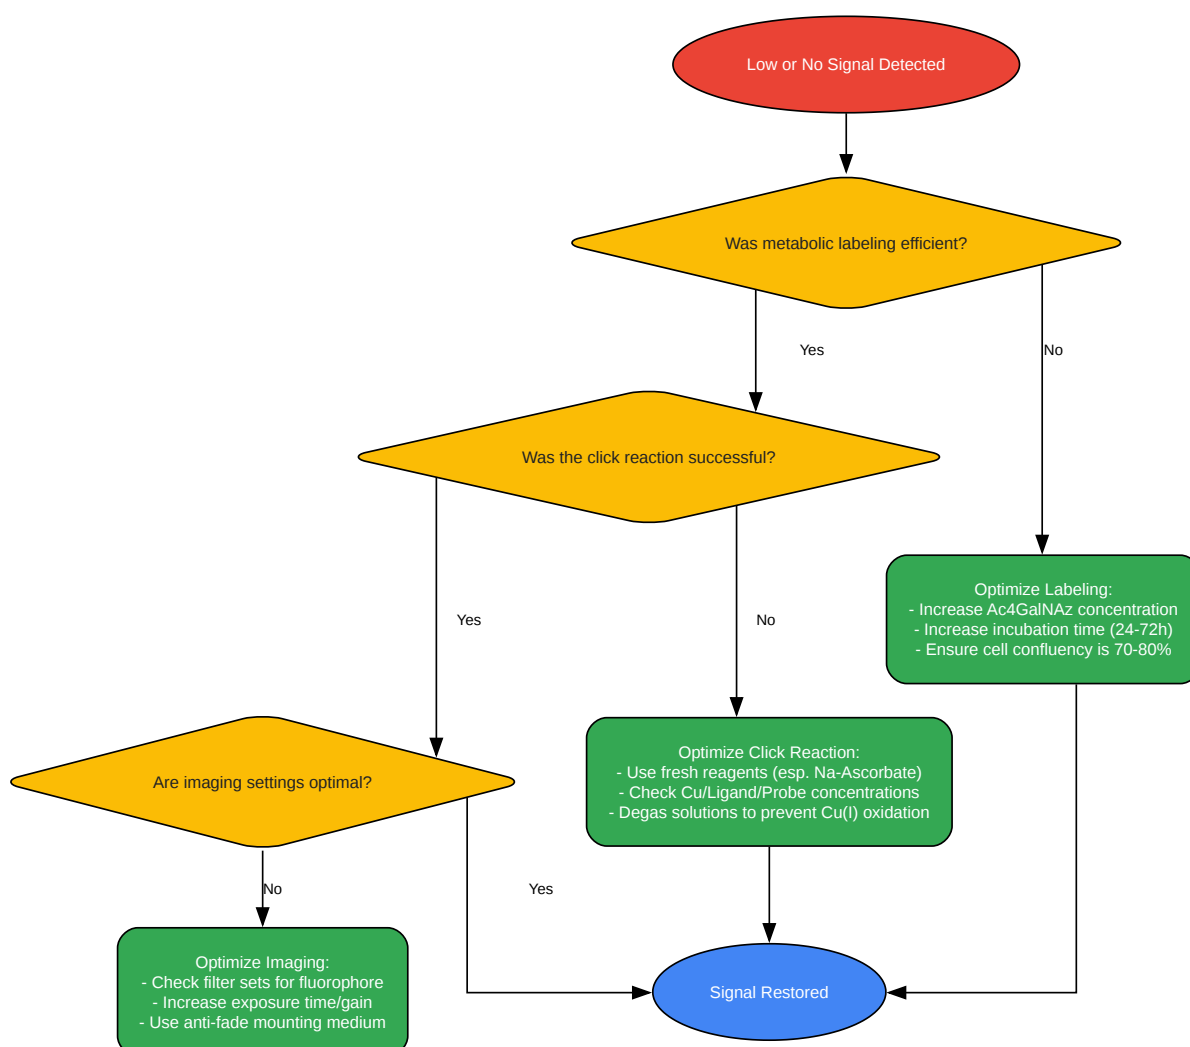 Low or No Signal Detected
Was metabolic labeling efficient?
Yes
No
Was the click reaction successful?
Optimize Labeling:
- Increase Ac4GalNAz concentration
- Increase incubation time (24-72h)
- Ensure cell confluency is 70-80%
Yes
No
Are imaging settings optimal?
Optimize Click Reaction:
- Use fresh reagents (esp. Na-Ascorbate)
- Check Cu/Ligand/Probe concentrations
- Degas solutions to prevent Cu(I) oxidation
No
Yes
Optimize Imaging:
- Check filter sets for fluorophore
- Increase exposure time/gain
- Use anti-fade mounting medium
Signal Restored